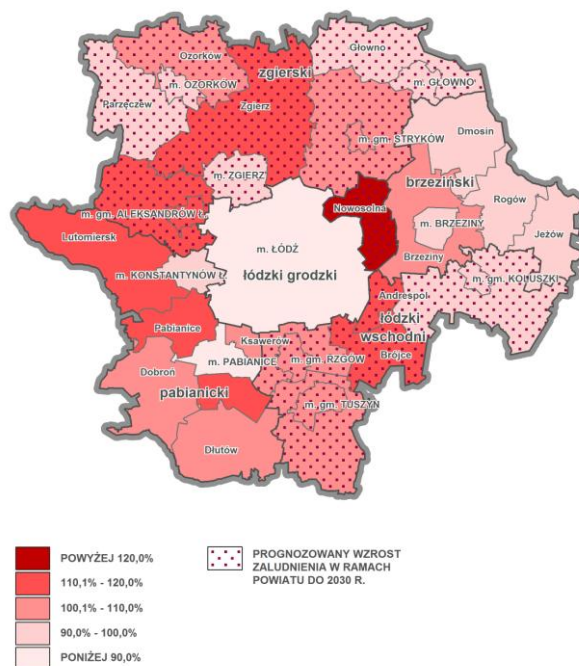 Ozorków
Głowno
zgierski
m. OZORKÓW
m. GŁOWNO
Parzęczew
Zgierz
Dmosin
m. gm. STRYKÓW
m. ZGIERZ
brzeziński
Rogów
Nowosolna
m. gm. ALEKSANDRÓW Ł.
m. BRZEZINY
Lutomiersk
Jeżów
m. ŁÓDŹ
Brzeziny
m. KONSTANTYNÓW Ł.
łódzki grodzki
m. gm. KOLUSZKI
Andrespol
łódzki
Pabianice
wschodni
Ksawerów
m. PABIANICE
m. gm. RZGÓW
Brójce
Dobroń
pabianicki
m. gm. TUSZYN
Dłutów
POWYŻEJ 120,0%
110,1% - 120,0%
100,1% - 110,0%
90,0% - 100,0%
PONIŻEJ 90,0%
PROGNOZOWANY WZROST
ZALUDNIENIA W RAMACH
POWIATU DO 2030 R.